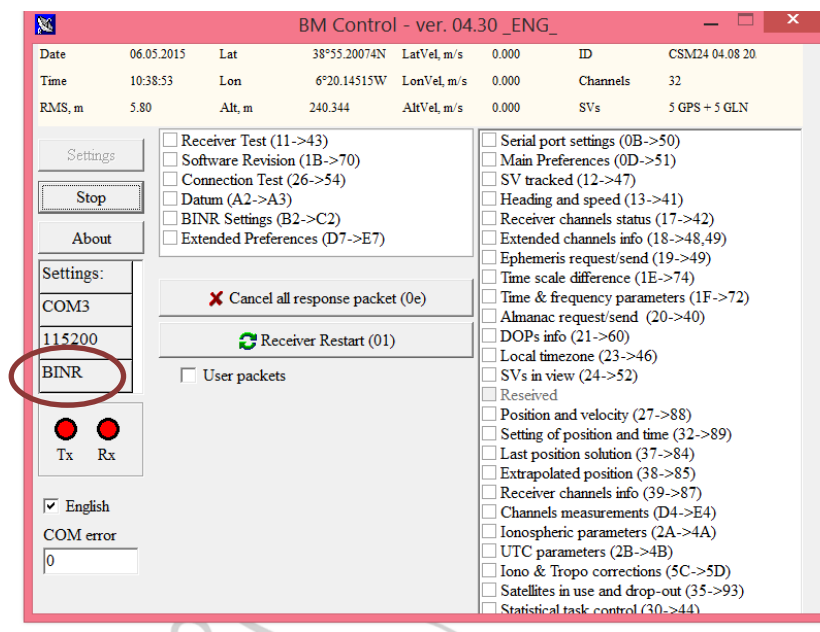 BM Control - ver. 04.30 _ENG_
Date 06.05.2015 Lat 38°55.20074N LatVel, m/s 0.000 ID CSM24 04.08 20.
Time 10:38:53 Lon 6°20.14515W LonVel, m/s 0.000 Channels 32
RMS, m 5.80 Alt, m 240.344 AltVel, m/s 0.000 SVs 5 GPS + 5 GLN
Settings
Stop
About
Settings:
COM3
115200
BINR
Tx Rx
English
COM error
0
Receiver Test (11->43)
Software Revision (1B->70)
Connection Test (26->54)
Datum (A2->A3)
BINR Settings (B2->C2)
Extended Preferences (D7->E7)
Cancel all response packet (0e)
Receiver Restart (01)
User packets
Serial port settings (0B->50)
Main Preferences (0D->51)
SV tracked (12->47)
Heading and speed (13->41)
Receiver channels status (17->42)
Extended channels info (18->48,49)
Ephemeris request/send (19->49)
Time scale difference (1E->74)
Time & frequency parameters (1F->72)
Almanac request/send (20->40)
DOPs info (21->60)
Local timezone (23->46)
SVs in view (24->52)
Reseived
Position and velocity (27->88)
Setting of position and time (32->89)
Last position solution (37->84)
Extrapolated position (38->85)
Receiver channels info (39->87)
Channels measurements (D4->E4)
Ionospheric parameters (2A->4A)
UTC parameters (2B->4B)
Iono & Tropo corrections (5C->5D)
Satellites in use and drop-out (35->93)
Statistical task control (30->44)